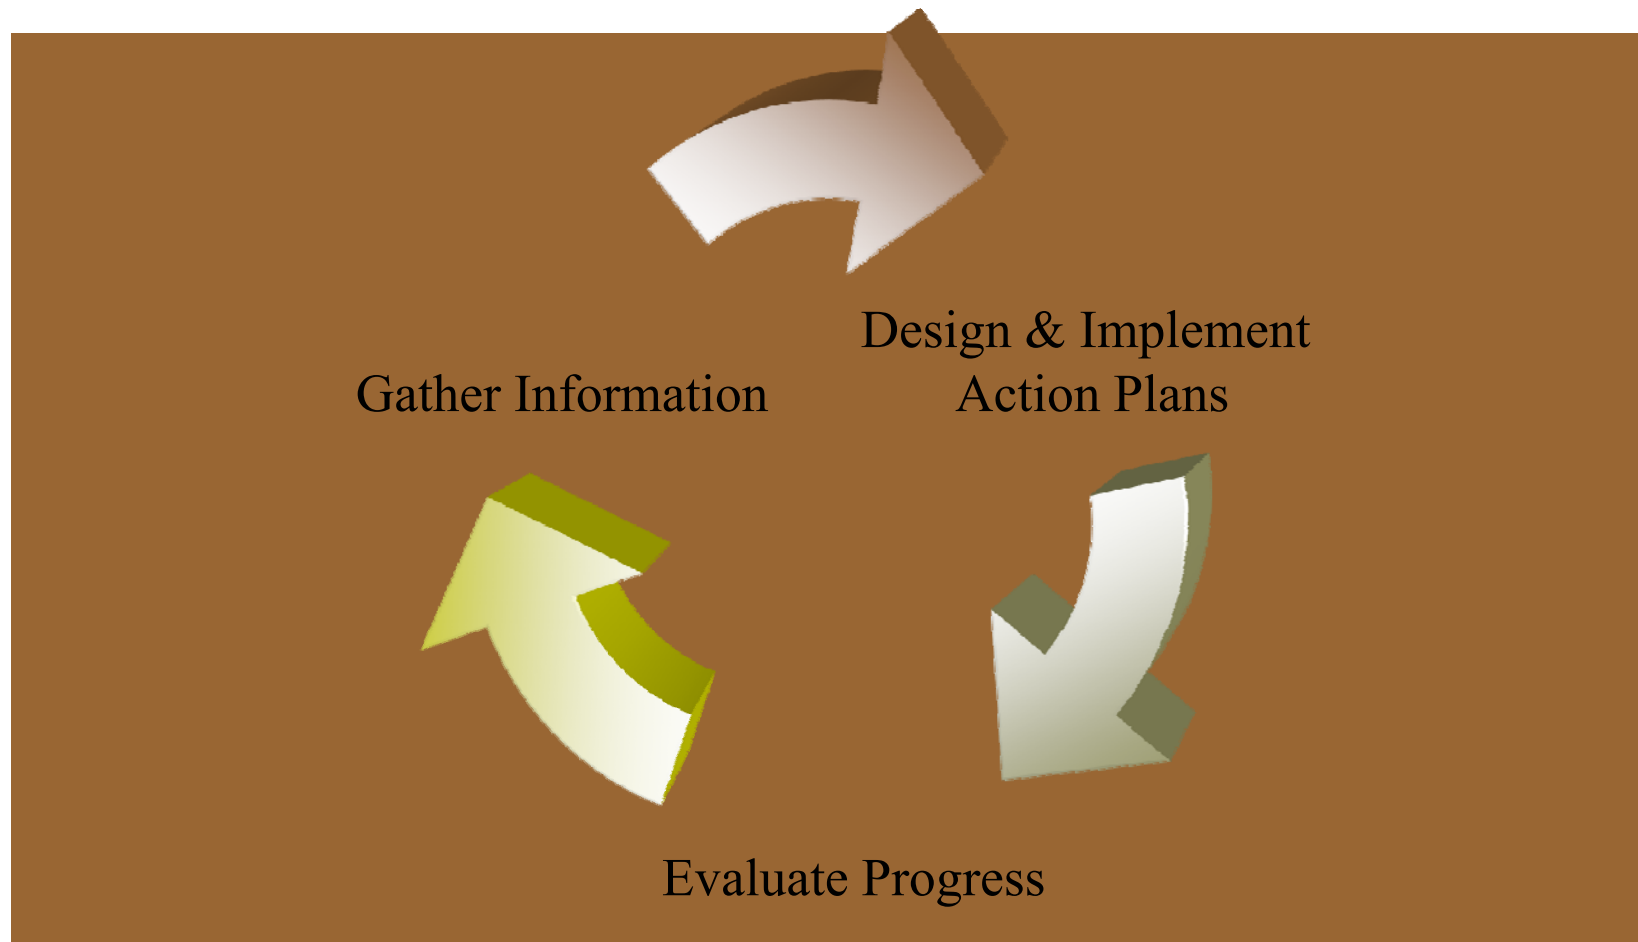 Design & Implement
Gather Information
Action Plans
Evaluate Progress